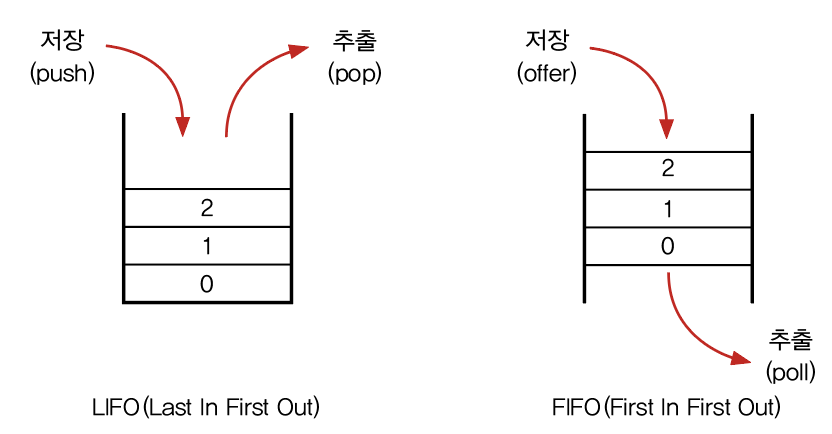 저장
(push)
추출
(pop)
2
1
0
LIFO(Last In First Out)
저장
(offer)
2
1
0
추출
(poll)
FIFO(First In First Out)